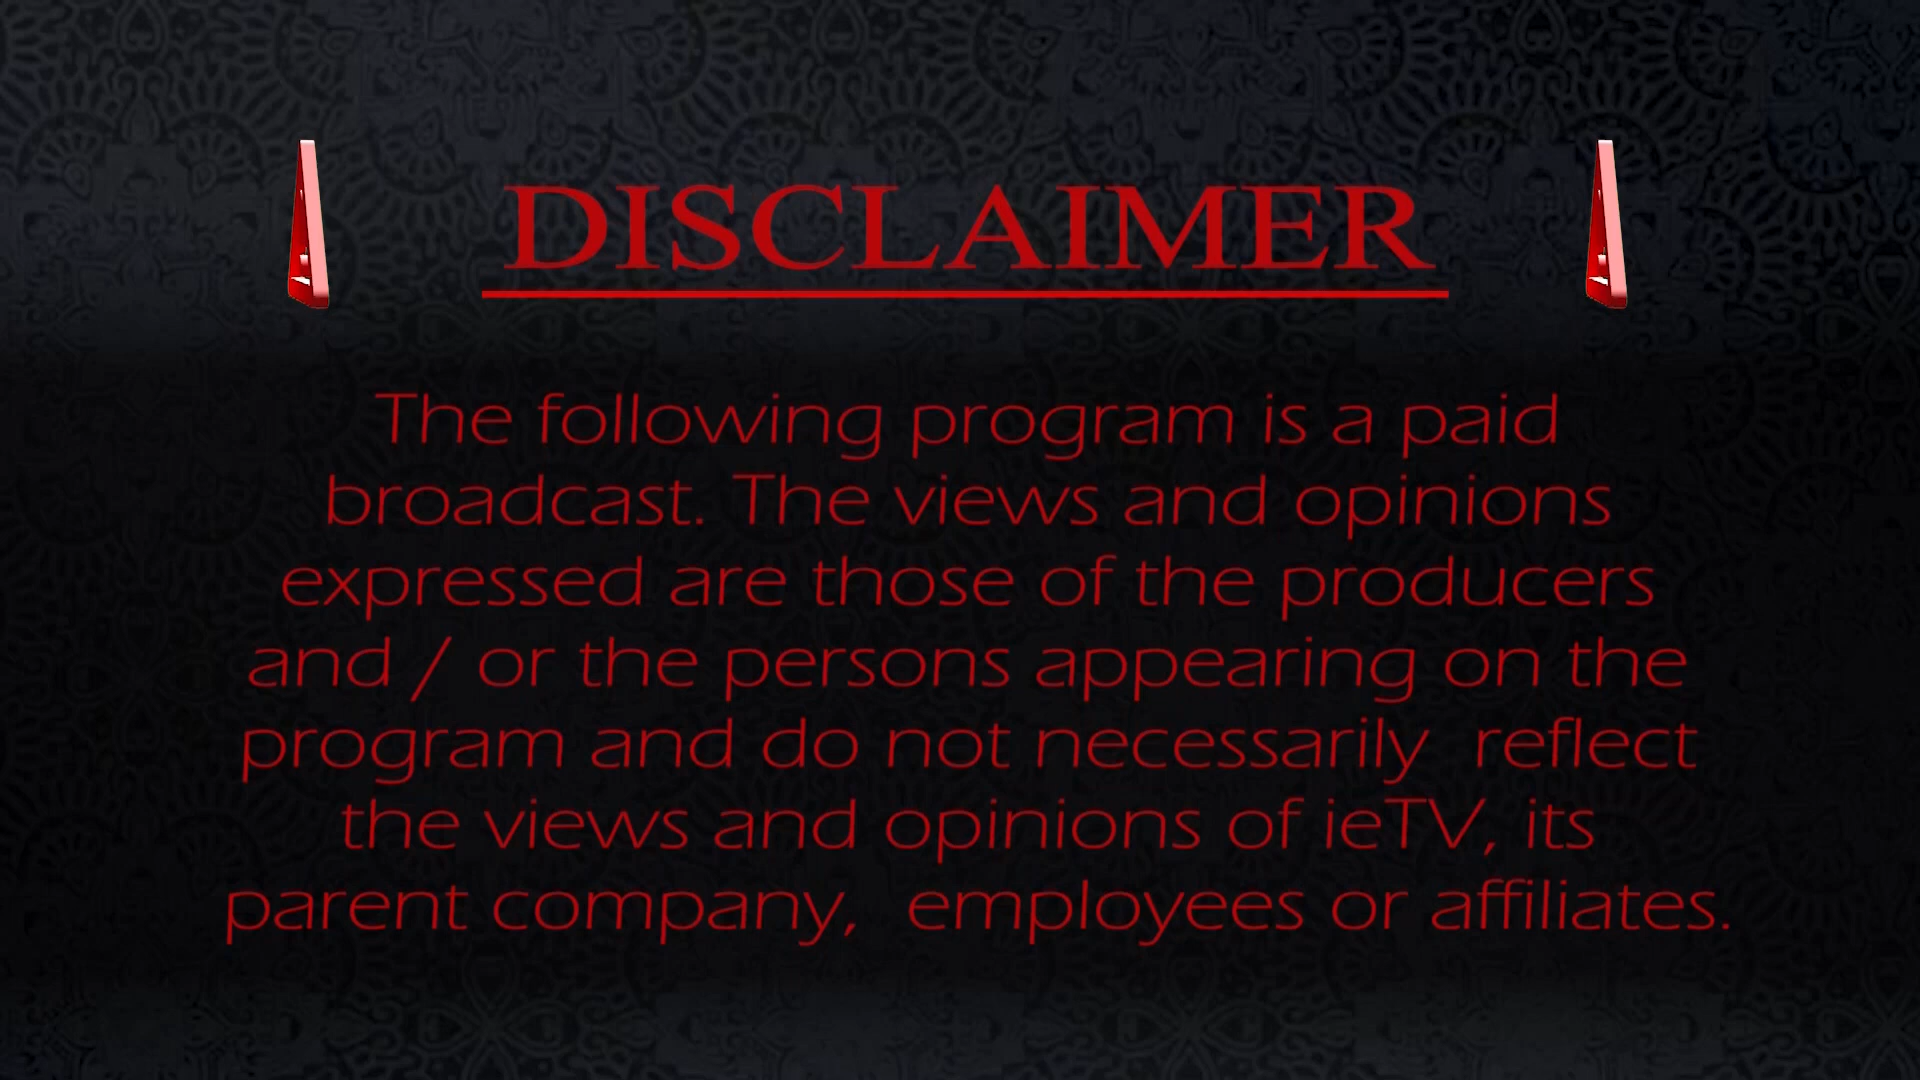 DISCLAIMER
The following program is a paid
broadcast. The views and opinions
expressed are those of the producers
and / or the persons appearing on the
program and do not necessarily reflect
the views and opinions of ieTV, its
parent company, employees or affiliates.